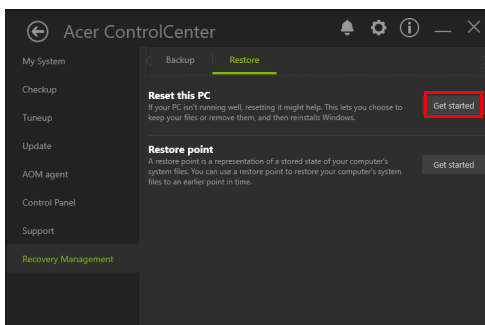 Acer ControlCenter
My System
Backup
Restore
Checkup
Tuneup
Update
AOM agent
Control Panel
Support
Recovery Management
Reset this PC
If your PC isn't running well, resetting it might help. This lets you choose to
keep your files or remove them, and then reinstalls Windows.
Get started
Restore point
A restore point is a representation of a stored state of your computer's
system files. You can use a restore point to restore your computer's system
files to an earlier point in time.
Get started